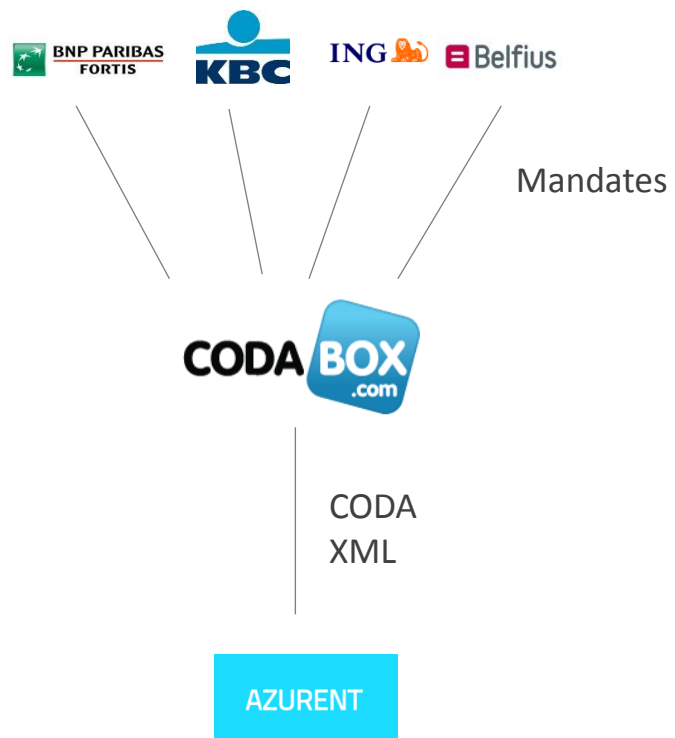 BNP PARIBAS
FORTIS
KBC
ING
Belfius
Mandates
CODA BOX
.com
CODA
XML
AZURENT